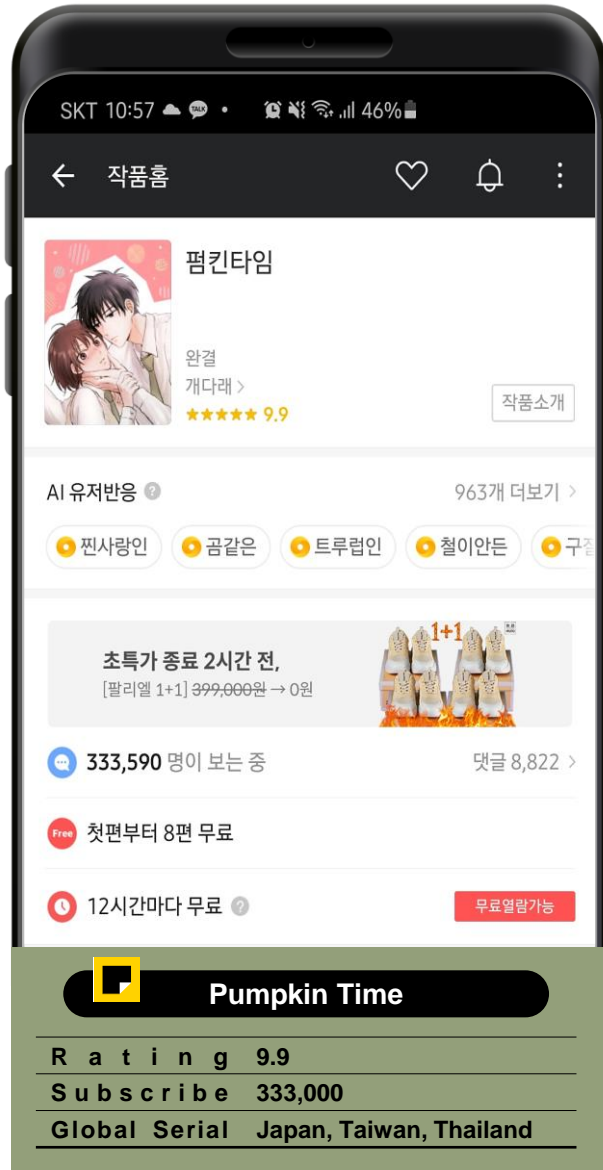 SKT 10:57 TALK • 46%
작품홈
펌킨타임
완결
개다래 >
★★★★★ 9.9
작품소개
AI 유저반응 ?
963개 더보기 >
찐사랑인 곰같은 트루럽인 철이안든
초특가 종료 2시간 전,
[팔리엘 1+1] 399,000원 → 0원
1+1
333,590 명이 보는 중
댓글 8,822 >
Free 첫편부터 8편 무료
12시간마다 무료 ?
무료열람가능
Pumpkin Time
Rating 9.9
Subscribe 333,000
Global Serial Japan, Taiwan, Thailand